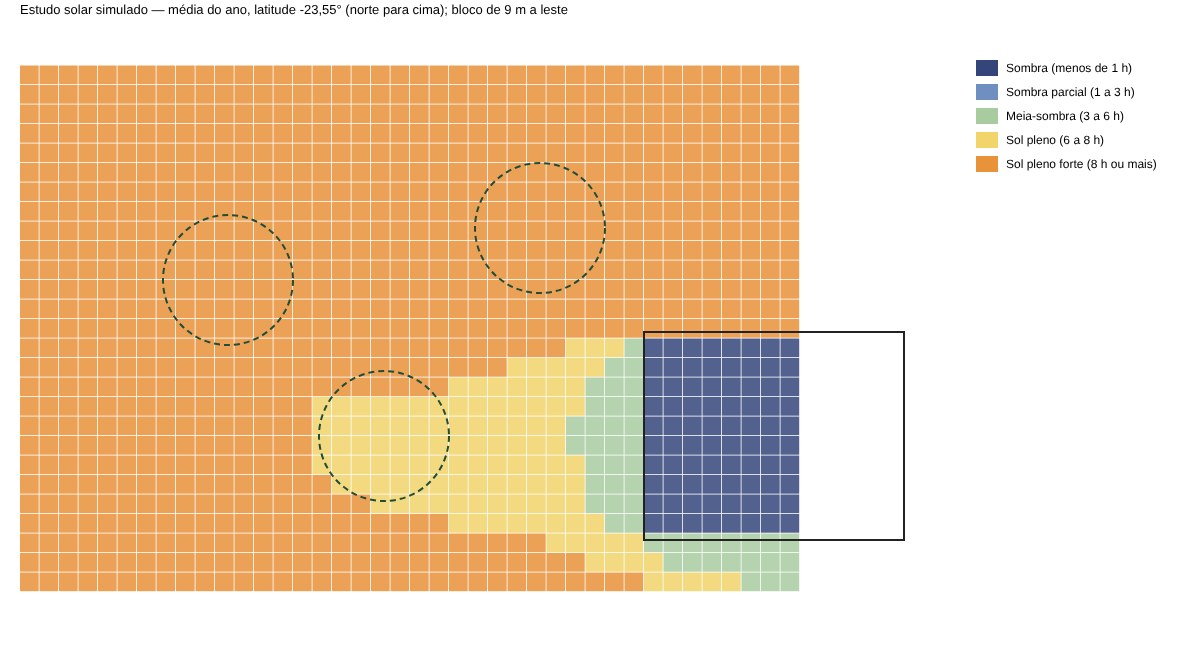 Estudo solar simulado — média do ano, latitude -23,55° (norte para cima); bloco de 9 m a leste
Sombra (menos de 1 h)
Sombra parcial (1 a 3 h)
Meia-sombra (3 a 6 h)
Sol pleno (6 a 8 h)
Sol pleno forte (8 h ou mais)